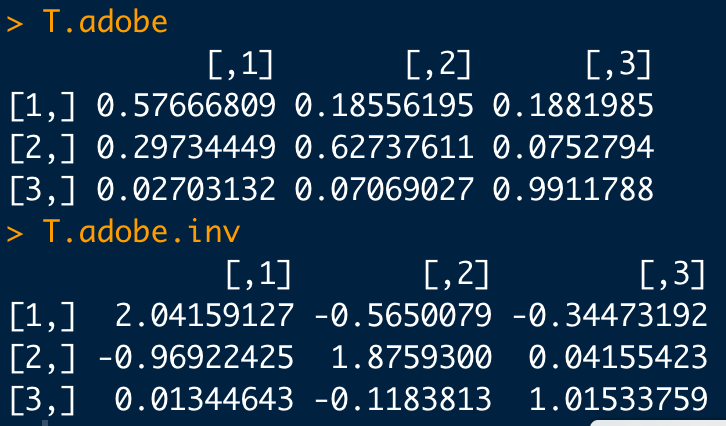 > T.adobe
[,1] [,2] [,3]
[1,] 0.57666809 0.18556195 0.1881985
[2,] 0.29734449 0.62737611 0.0752794
[3,] 0.02703132 0.07069027 0.9911788
> T.adobe.inv
[,1] [,2] [,3]
[1,] 2.04159127 -0.5650079 -0.34473192
[2,] -0.96922425 1.8759300 0.04155423
[3,] 0.01344643 -0.1183813 1.01533759